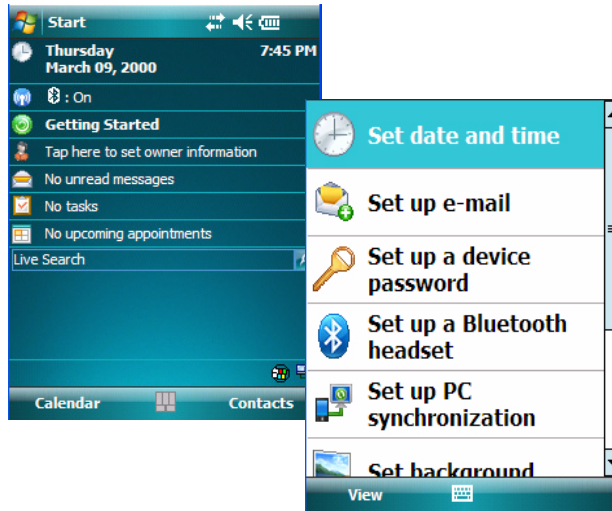 Start
Thursday 7:45 PM
March 09, 2000
: On
Getting Started
Tap here to set owner information
No unread messages
No tasks
No upcoming appointments
Live Search
Calendar Contacts
Set date and time
Set up e-mail
Set up a device
password
Set up a Bluetooth
headset
Set up PC
synchronization
Set background
View